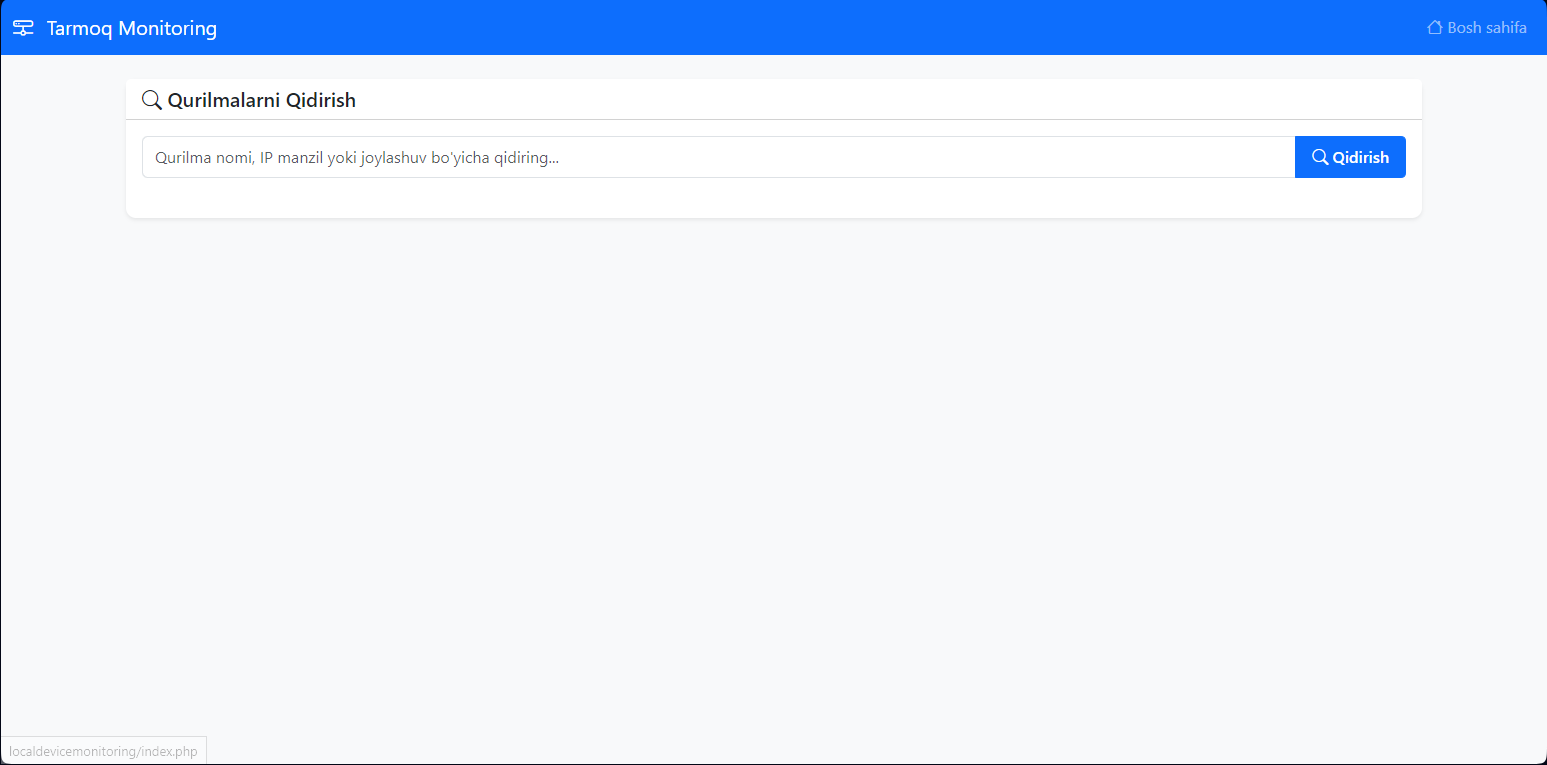 Tarmoq Monitoring
Bosh sahifa
Qurilmalarni Qidirish
Qurilma nomi, IP manzil yoki joylashuv bo'yicha qidiring...
Qidirish
localdevicemonitoring/index.php